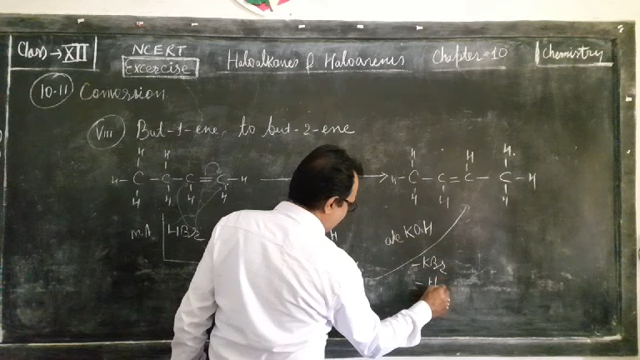 Class → XII
NCERT
Excercise
Haloalkanes & Haloarenes
Chapter = 10
Chemistry
10.11 Conversion
VIII But-1-ene to but-2-ene
H H H
H - C - C - C = C - H
H H H H
H H H
H - C - C = C - C - H
H H H
HBr
H
alc KOH
- KBr
- H